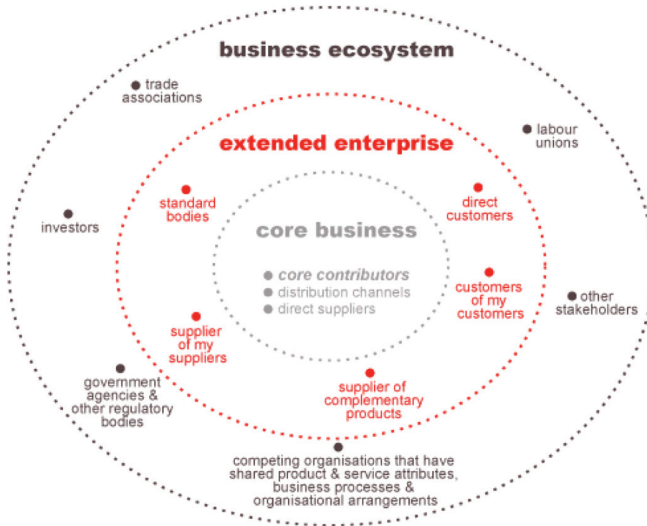 business ecosystem
trade
associations
labour
unions
extended enterprise
standard
bodies
direct
customers
investors
core business
core contributors
distribution channels
direct suppliers
customers
of my
customers
other
stakeholders
supplier
of my
suppliers
government
agencies &
other regulatory
bodies
supplier of
complementary
products
competing organisations that have
shared product & service attributes,
business processes &
organisational arrangements